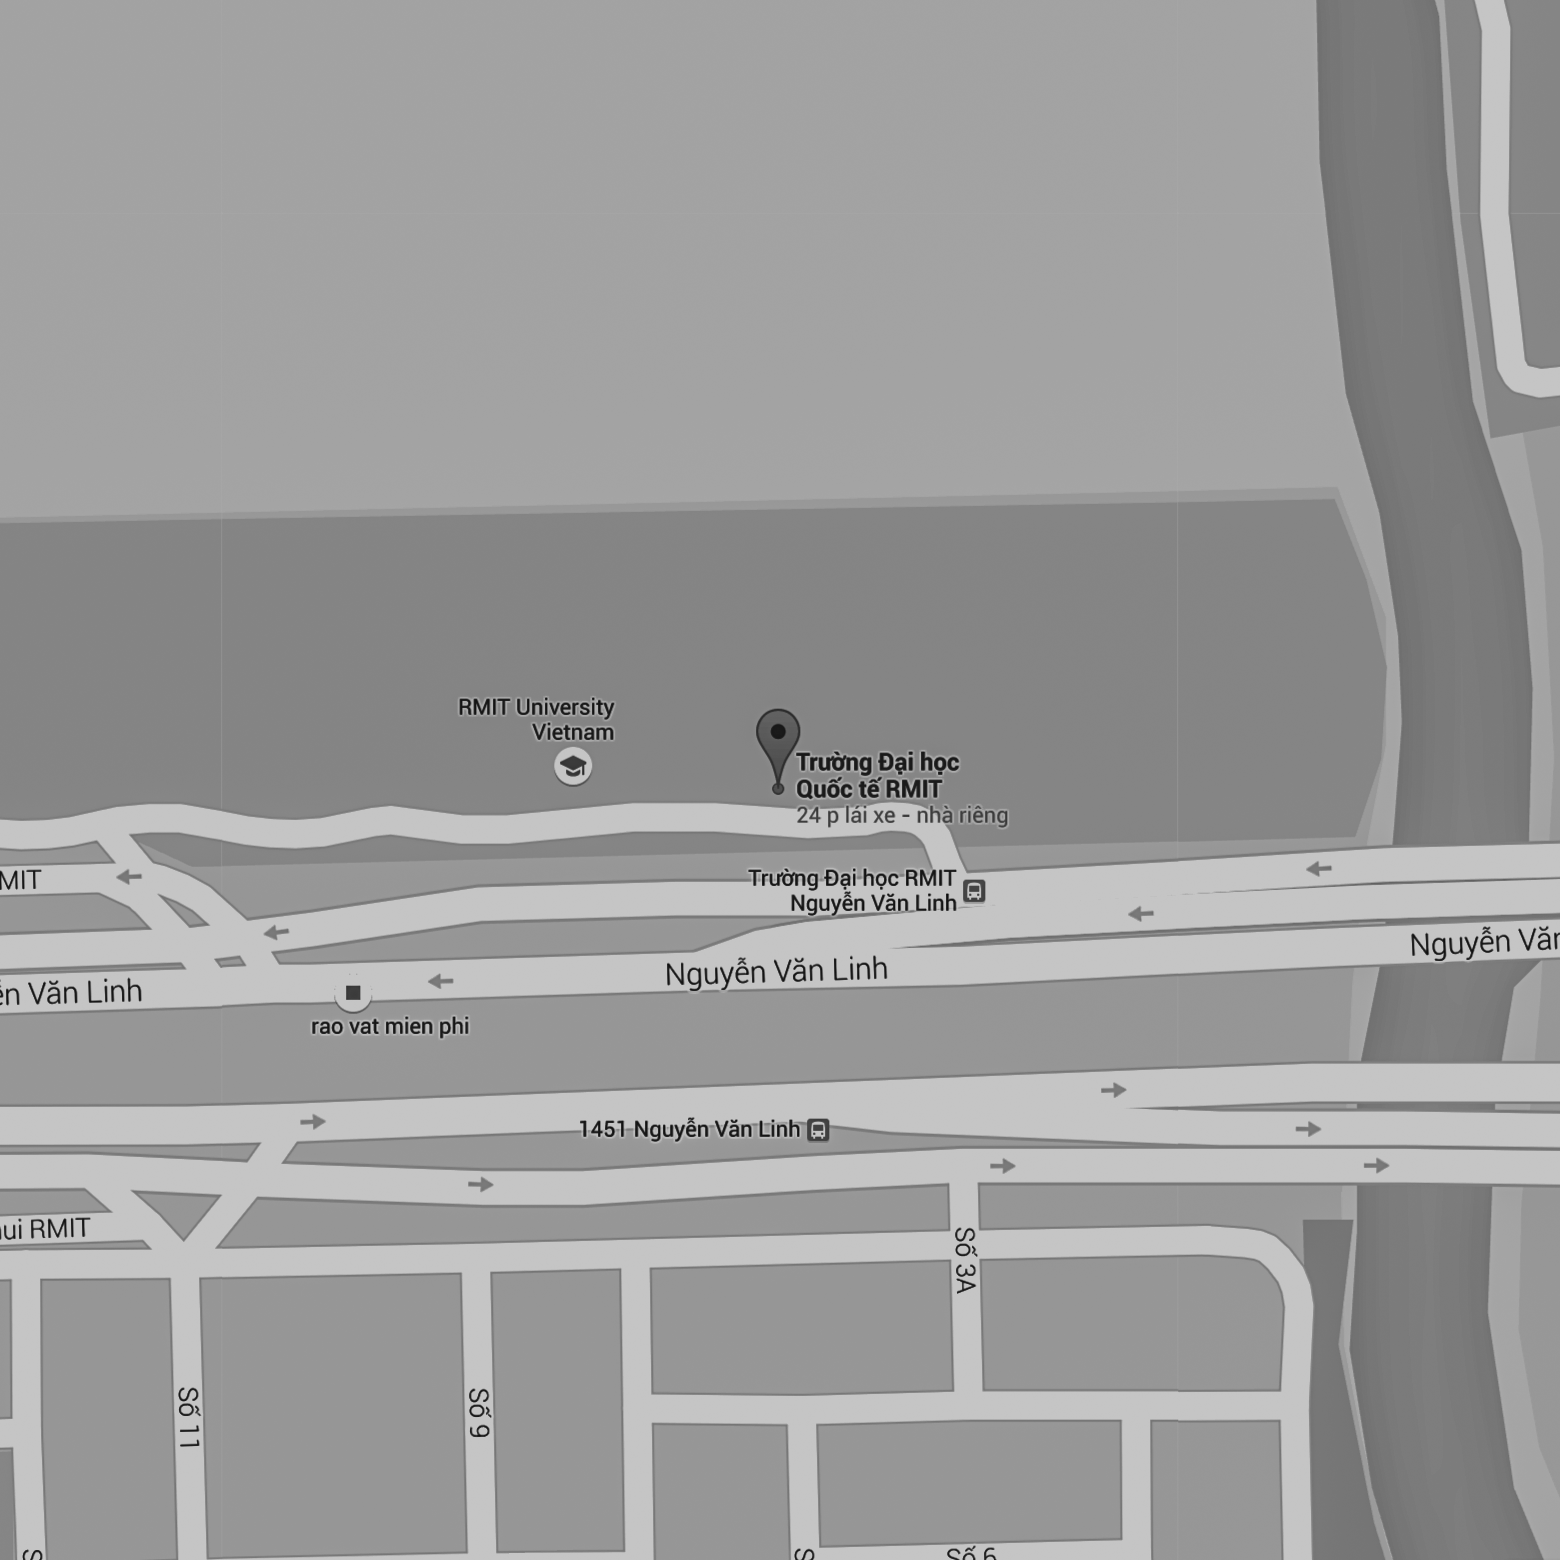 RMIT University
Vietnam
Trường Đại học
Quốc tế RMIT
24 p lái xe - nhà riêng
Trường Đại học RMIT
Nguyễn Văn Linh
MIT
Nguyễn Văn
Nguyễn Văn Linh
ễn Văn Linh
rao vat mien phi
1451 Nguyễn Văn Linh
ui RMIT
Số 3A
Số 11
Số 9
Số 6